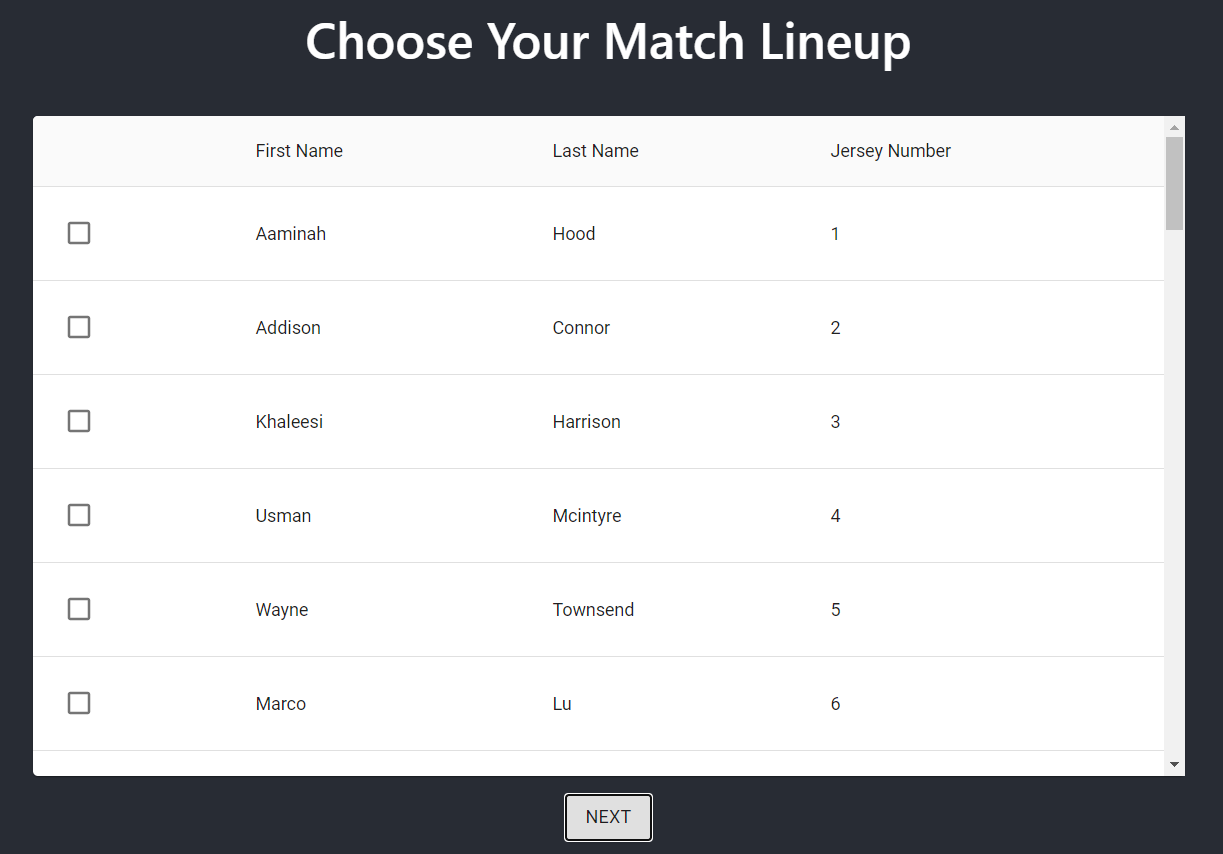 Choose Your Match Lineup
First Name Last Name Jersey Number
Aaminah Hood 1
Addison Connor 2
Khaleesi Harrison 3
Usman Mcintyre 4
Wayne Townsend 5
Marco Lu 6
NEXT